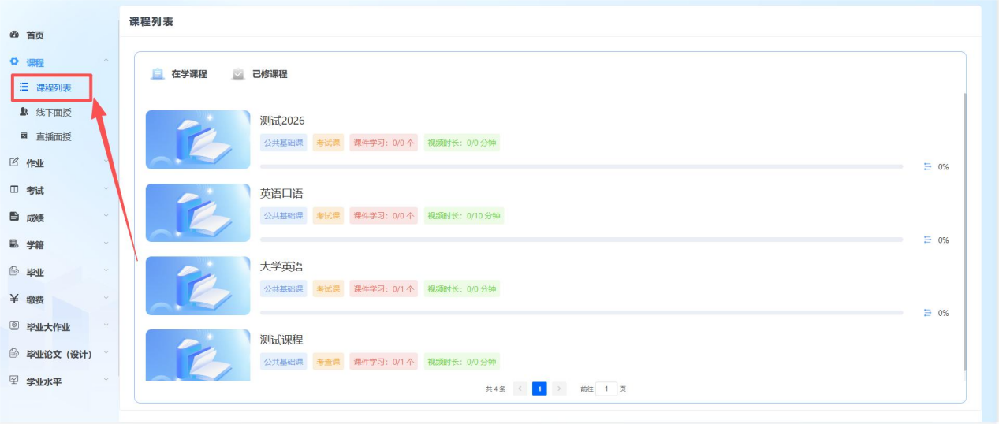 课程列表
首页
课程
课程列表
线下面授
直播面授
作业
考试
成绩
学籍
毕业
缴费
毕业大作业
毕业论文（设计）
学业水平
在学课程 已修课程
测试2026
公共基础课 考试课 课件学习：0/0 个 视频时长：0/0 分钟
0%
英语口语
公共基础课 考试课 课件学习：0/0 个 视频时长：0/10 分钟
0%
大学英语
公共基础课 考试课 课件学习：0/1 个 视频时长：0/0 分钟
0%
测试课程
公共基础课 考查课 课件学习：0/1 个 视频时长：0/0 分钟
共 4 条 < 1 > 前往 1 页